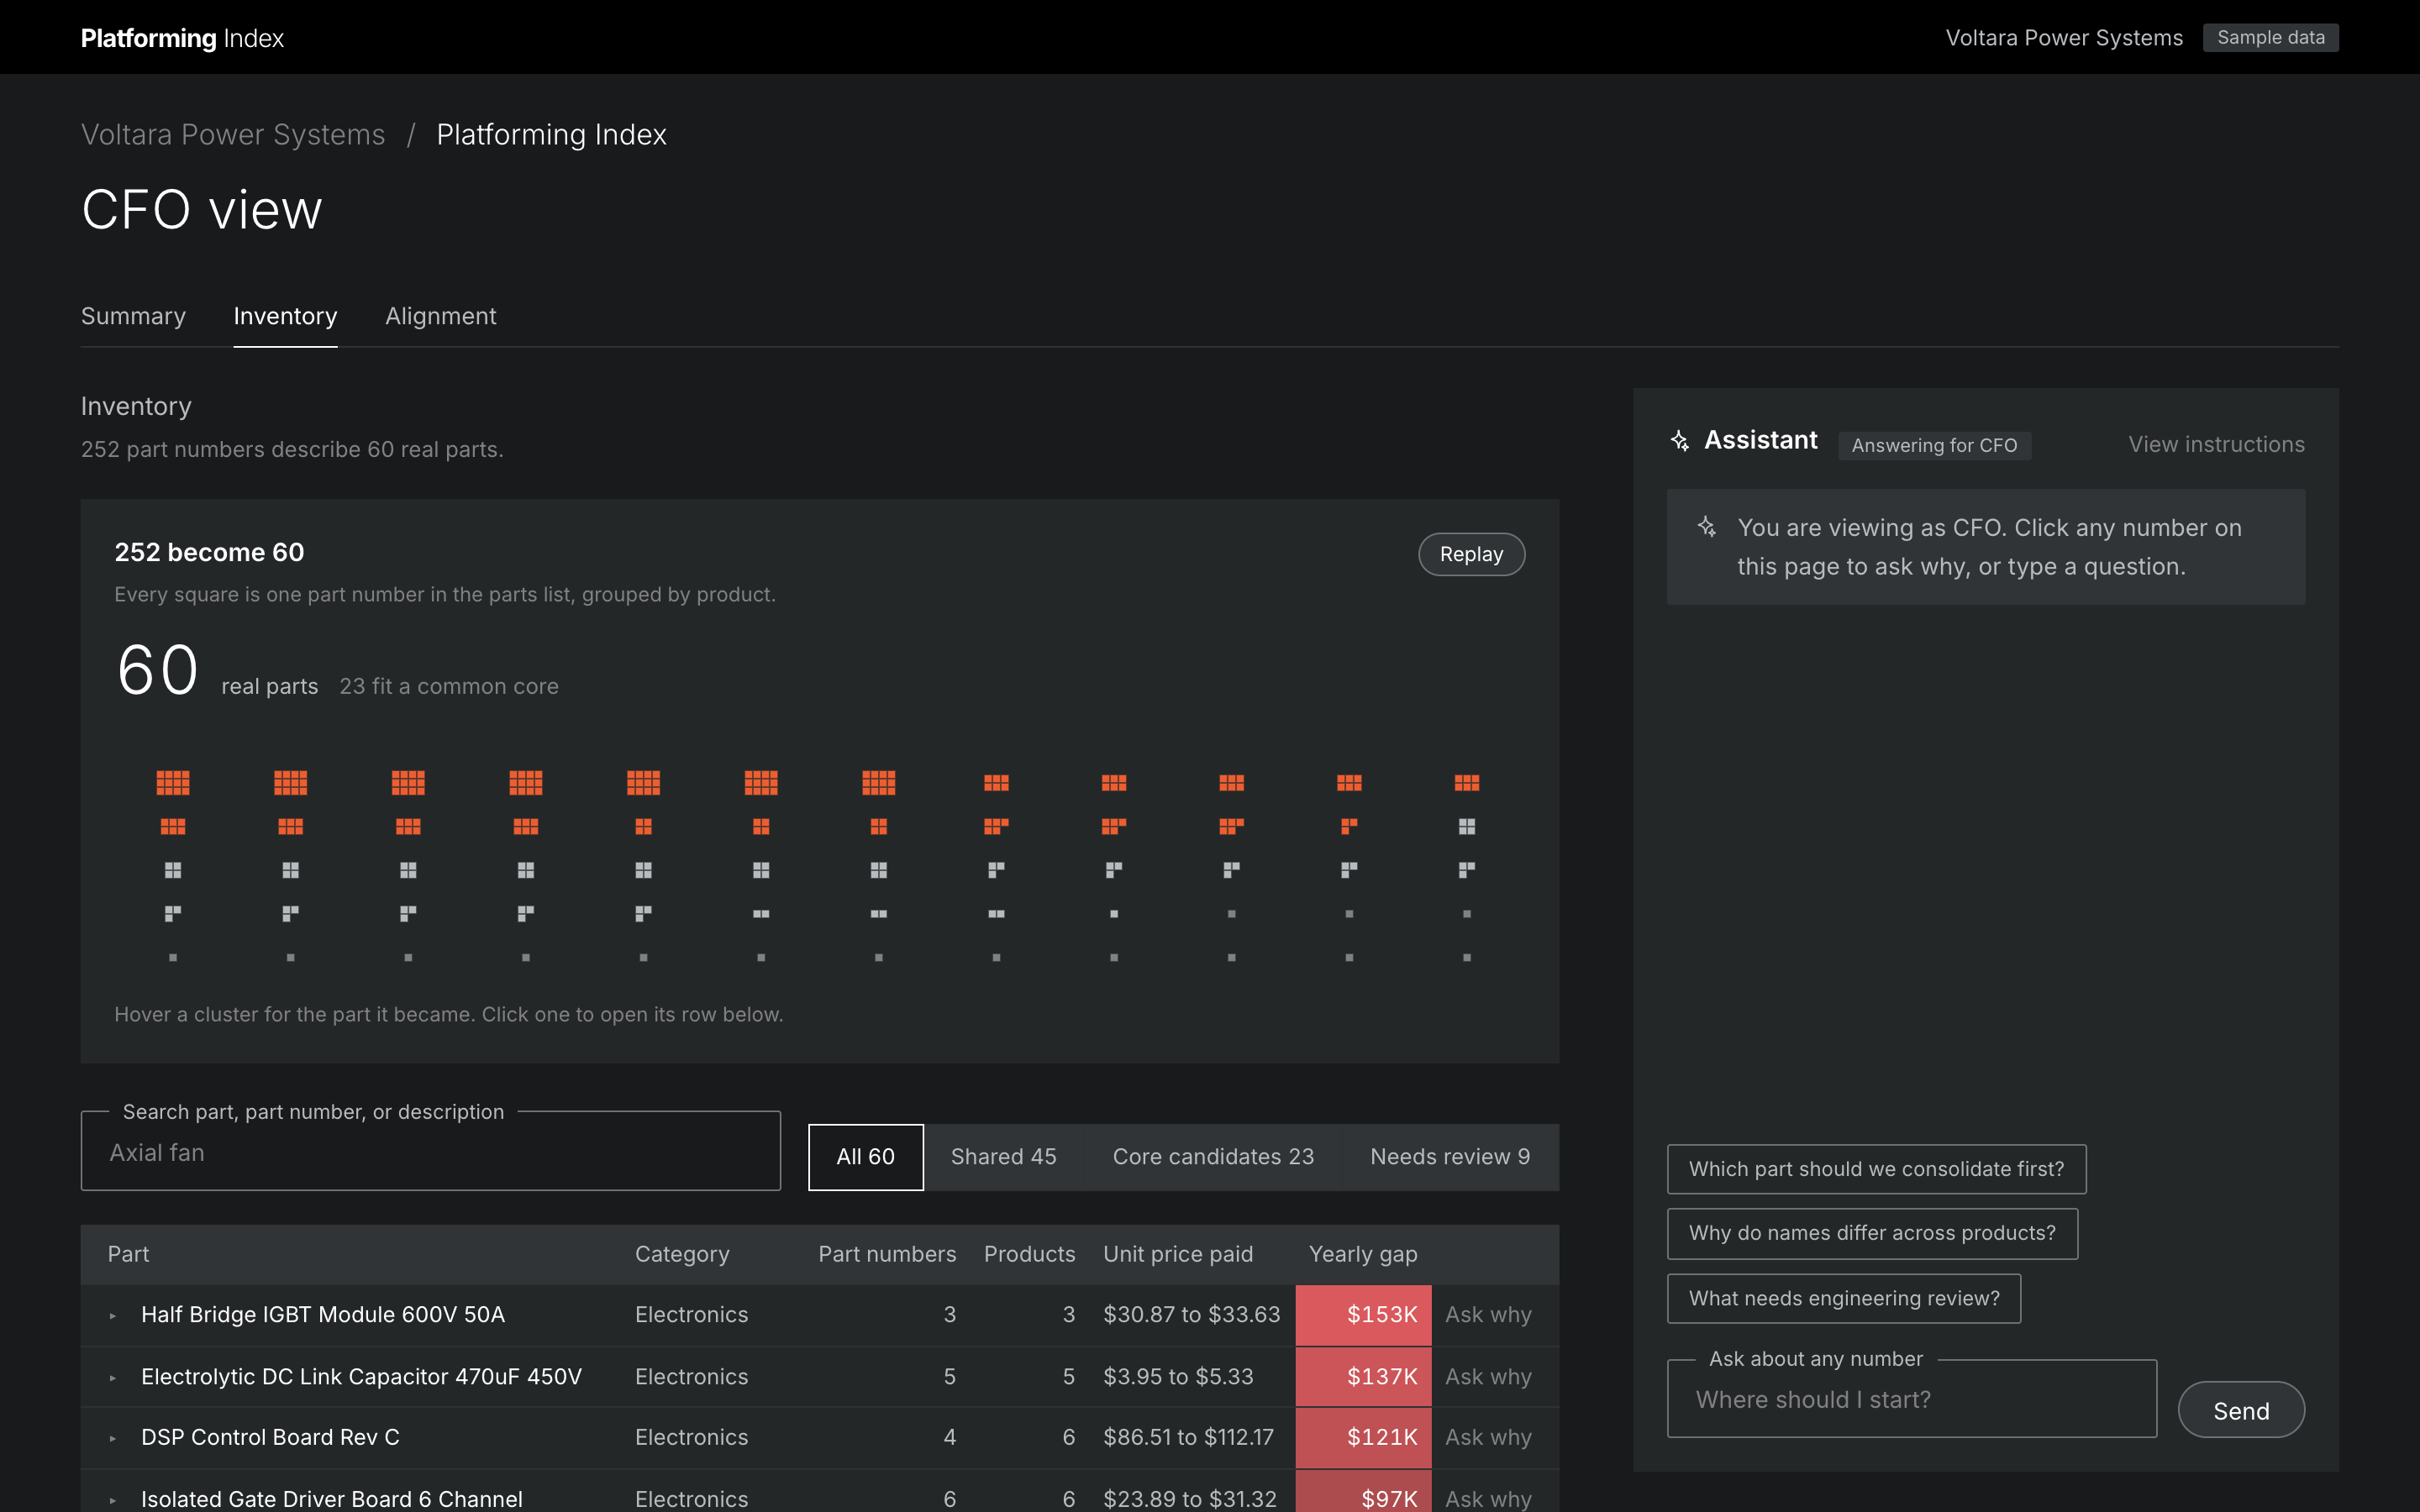 Platforming Index
Voltara Power Systems Sample data
Voltara Power Systems / Platforming Index
CFO view
Summary Inventory Alignment
Inventory
252 part numbers describe 60 real parts.
252 become 60
Replay
Every square is one part number in the parts list, grouped by product.
60 real parts 23 fit a common core
Hover a cluster for the part it became. Click one to open its row below.
Search part, part number, or description
Axial fan
All 60 Shared 45 Core candidates 23 Needs review 9
Part Category Part numbers Products Unit price paid Yearly gap
Half Bridge IGBT Module 600V 50A Electronics 3 3 $30.87 to $33.63 $153K Ask why
Electrolytic DC Link Capacitor 470uF 450V Electronics 5 5 $3.95 to $5.33 $137K Ask why
DSP Control Board Rev C Electronics 4 6 $86.51 to $112.17 $121K Ask why
Isolated Gate Driver Board 6 Channel Electronics 6 6 $23.89 to $31.32 $97K Ask why
Assistant Answering for CFO View instructions
You are viewing as CFO. Click any number on
this page to ask why, or type a question.
Which part should we consolidate first?
Why do names differ across products?
What needs engineering review?
Ask about any number
Where should I start?
Send